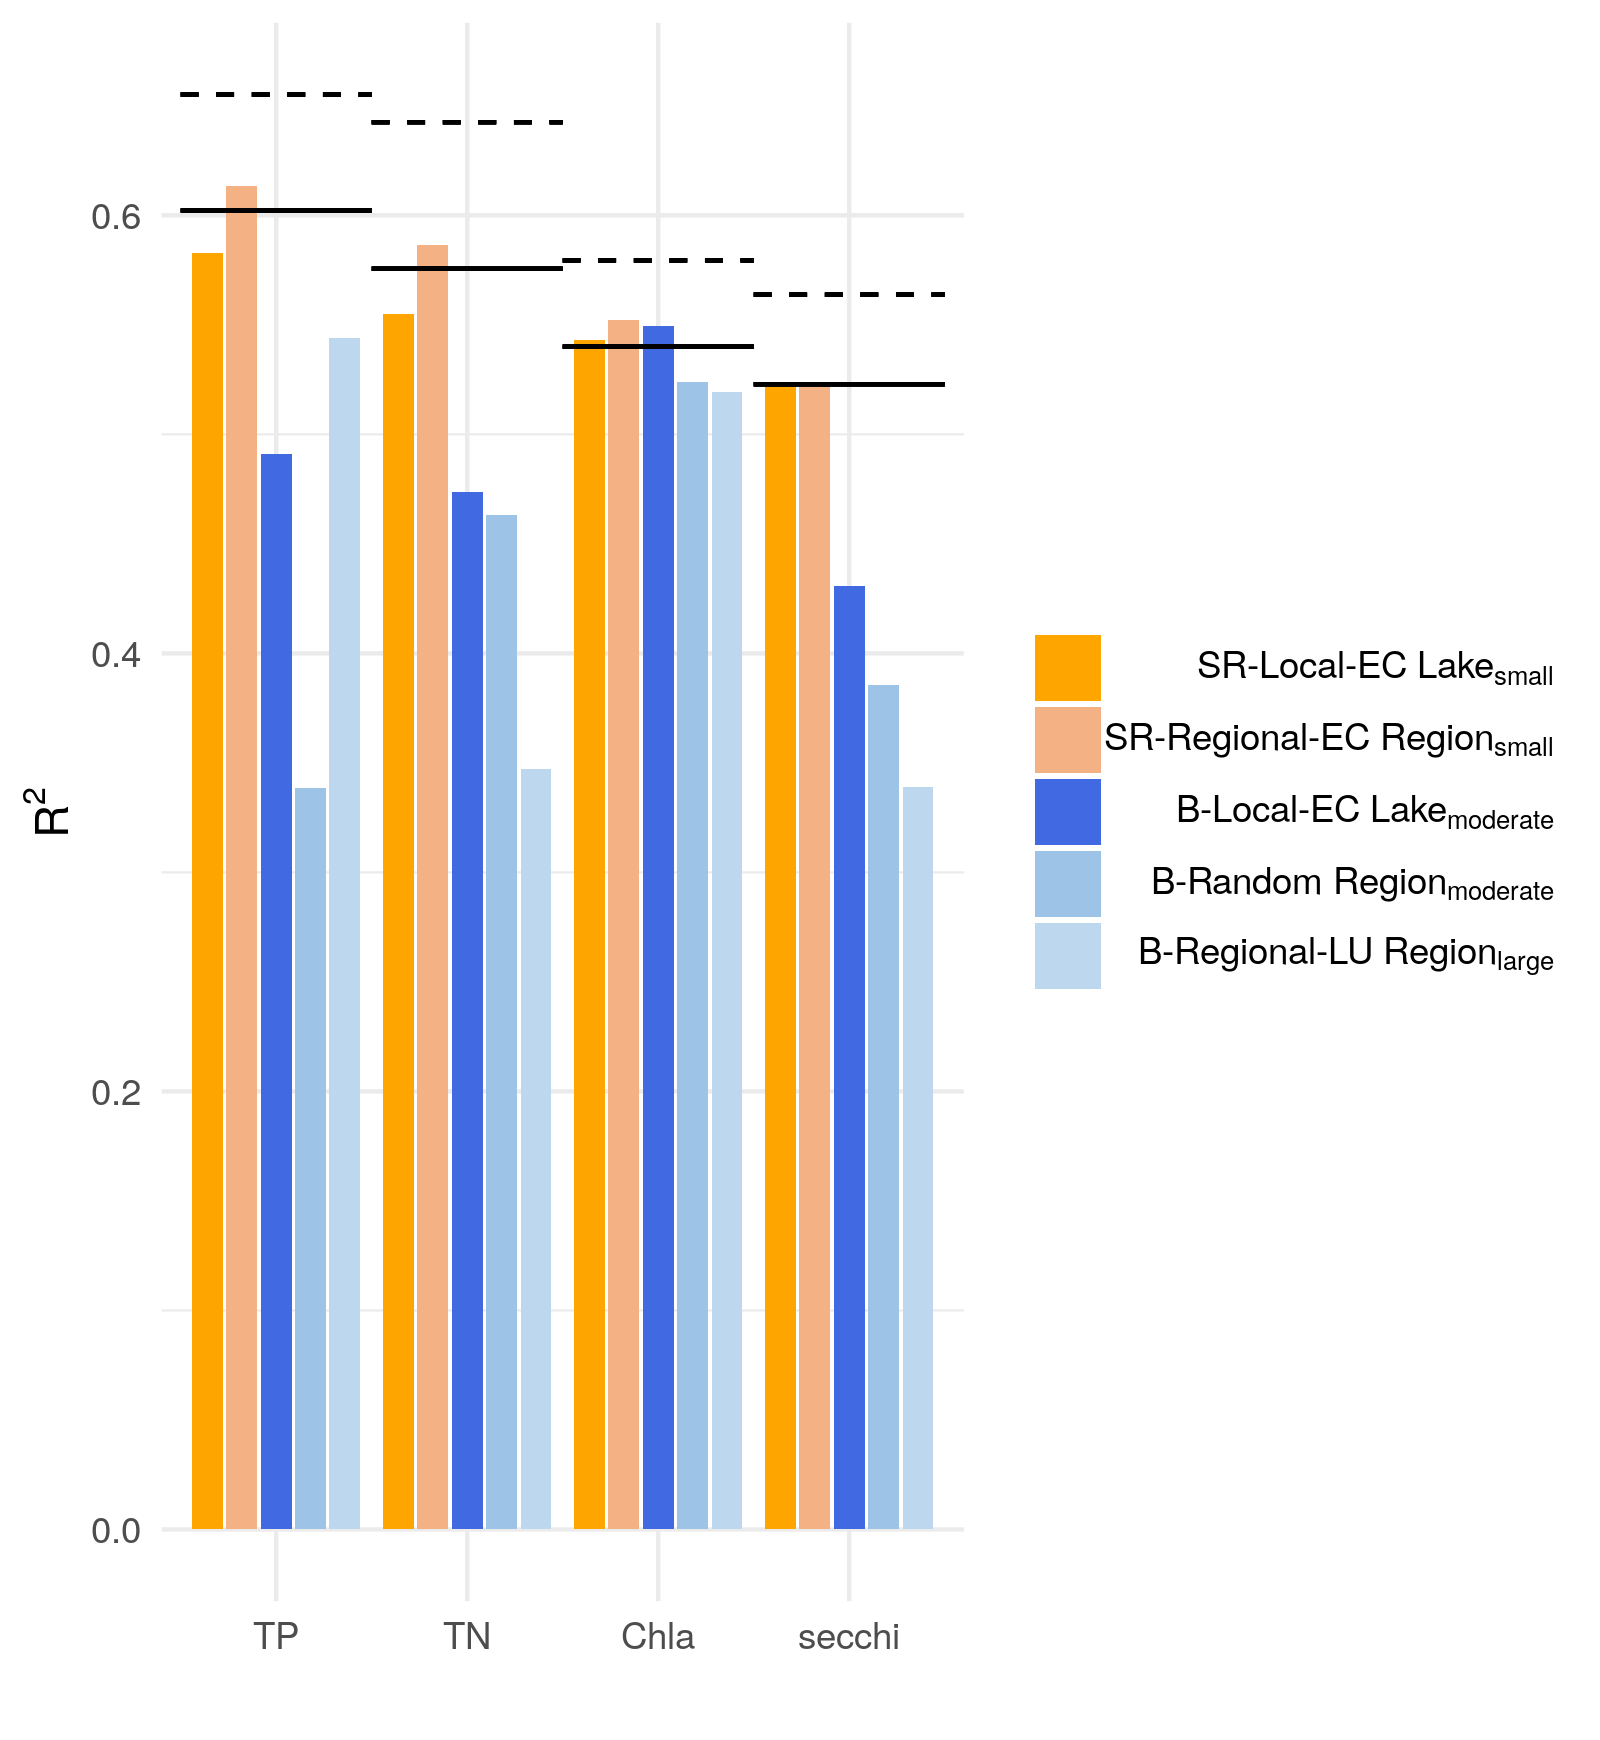 R²
0.6
0.4
0.2
0.0
TP
TN
Chla
secchi
SR-Local-EC Lakesmall
SR-Regional-EC Regionsmall
B-Local-EC Lakemoderate
B-Random Regionmoderate
B-Regional-LU Regionlarge